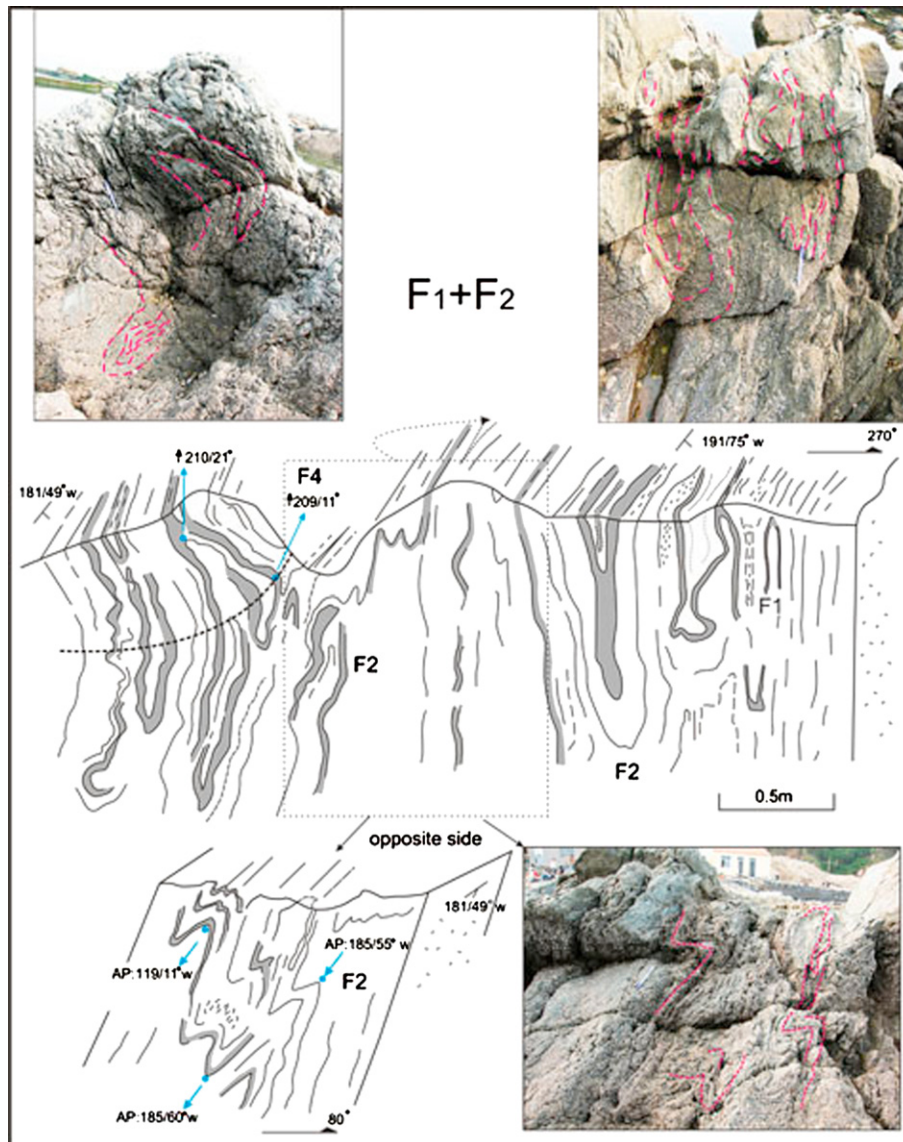 F1+F2
191/75° w
270°
210/21°
F4
209/11°
181/49° w
F1
F2
F2
0.5m
opposite side
181/49° w
AP:185/55° w
F2
AP:119/11° w
AP:185/60° w
80°